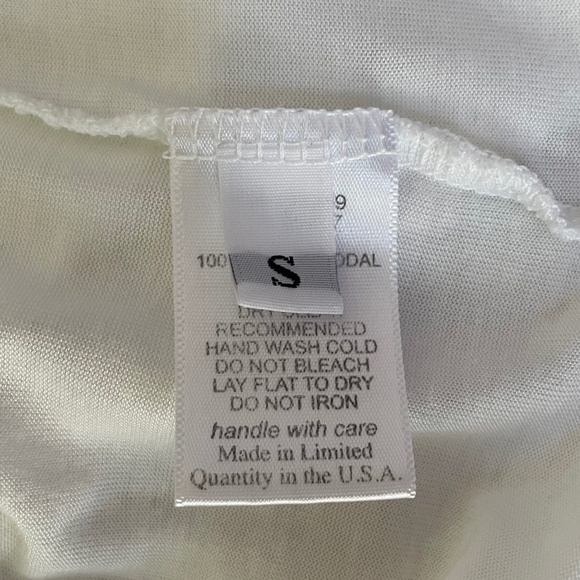 9
100 ODAL
S
RECOMMENDED
HAND WASH COLD
DO NOT BLEACH
LAY FLAT TO DRY
DO NOT IRON
handle with care
Made in Limited
Quantity in the U.S.A.